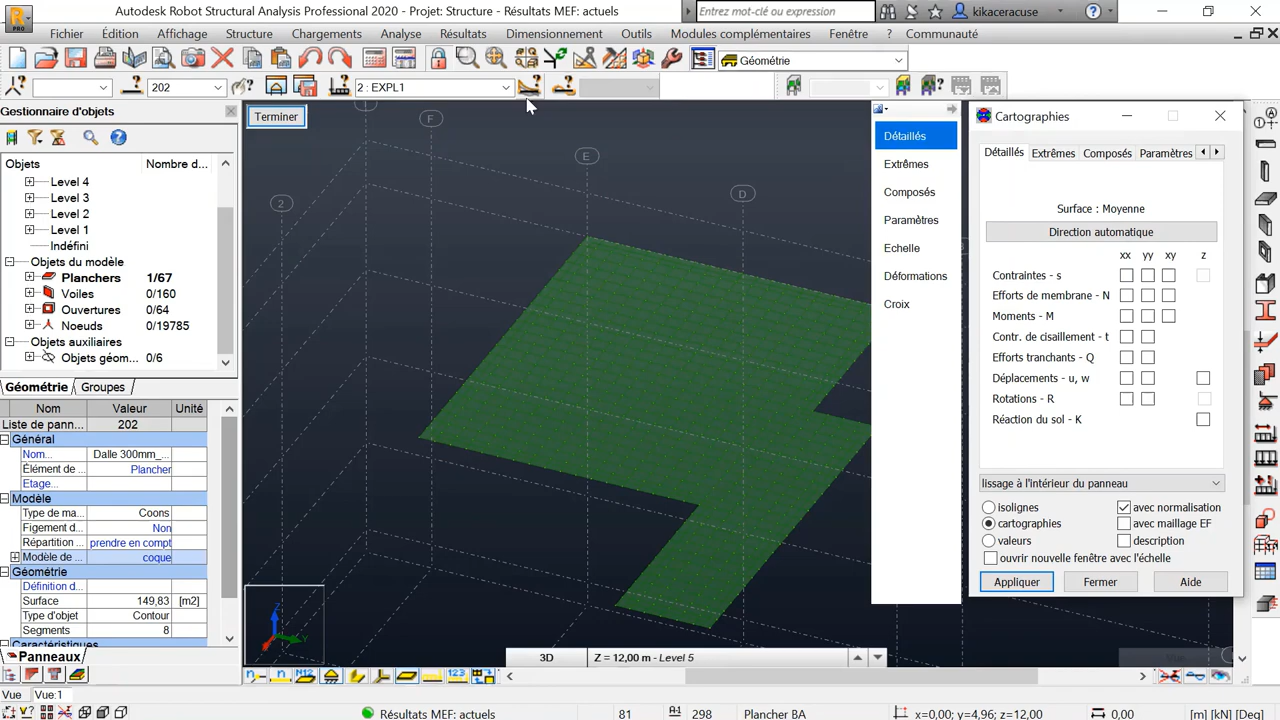 Autodesk Robot Structural Analysis Professional 2020 - Projet: Structure - Résultats MEF: actuels
Entrez mot-clé ou expression
kikaceracuse
PRO
Fichier Édition Affichage Structure Chargements Analyse Résultats Dimensionnement Outils Modules complémentaires Fenêtre ? Communauté
Géométrie
202
2 : EXPL1
Gestionnaire d'objets
Terminer
Objets Nombre d...
Level 4
Level 3
Level 2
Level 1
Indéfini
Objets du modèle
Planchers 1/67
Voiles 0/160
Ouvertures 0/64
Noeuds 0/19785
Objets auxiliaires
Objets géom... 0/6
Géométrie Groupes
Nom Valeur Unité
Liste de pann... 202
Général
Nom... Dalle 300mm_...
Élément de ... Plancher
Etage...
Modèle
Type de ma... Coons
Figement d... Non
Répartition ... prendre en compt
Modèle de... coque
Géométrie
Définition d...
Surface 149,83 [m2]
Type d'objet Contour
Segments 8
Caractéristiques
Panneaux
F
E
D
2
Z
Y
3D
Z = 12,00 m - Level 5
Détaillés
Extrêmes
Composés
Paramètres
Echelle
Déformations
Croix
Cartographies
Détaillés Extrêmes Composés Paramètres
Surface : Moyenne
Direction automatique
xx yy xy z
Contraintes - s
Efforts de membrane - N
Moments - M
Contr. de cisaillement - t
Efforts tranchants - Q
Déplacements - u, w
Rotations - R
Réaction du sol - K
lissage à l'intérieur du panneau
isolignes avec normalisation
cartographies avec maillage EF
valeurs description
ouvrir nouvelle fenêtre avec l'échelle
Appliquer Fermer Aide
Vue Vue:1
Résultats MEF: actuels 81 298 Plancher BA x=0,00; y=4,96; z=12,00 0,00 [m] [kN] [Deg]